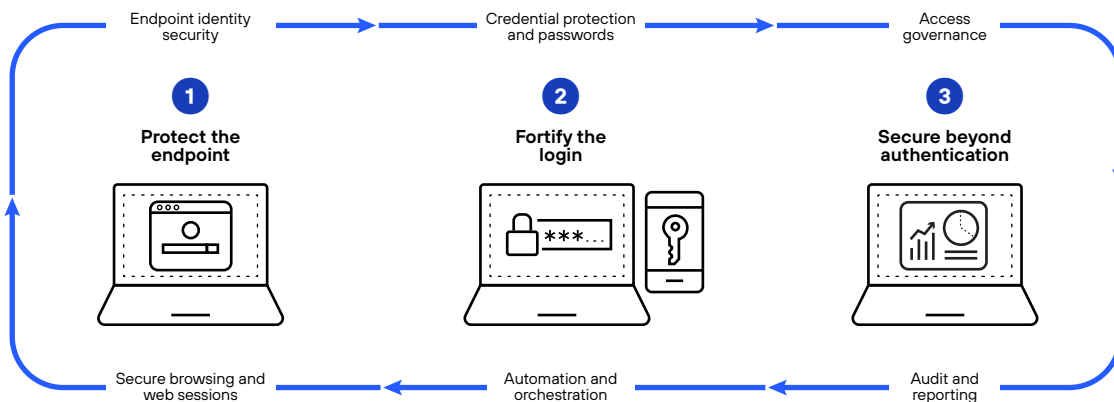 Endpoint identity
security
Credential protection
and passwords
Access
governance
1
Protect the
endpoint
2
Fortify the
login
3
Secure beyond
authentication
***...
Secure browsing and
web sessions
Automation and
orchestration
Audit and
reporting